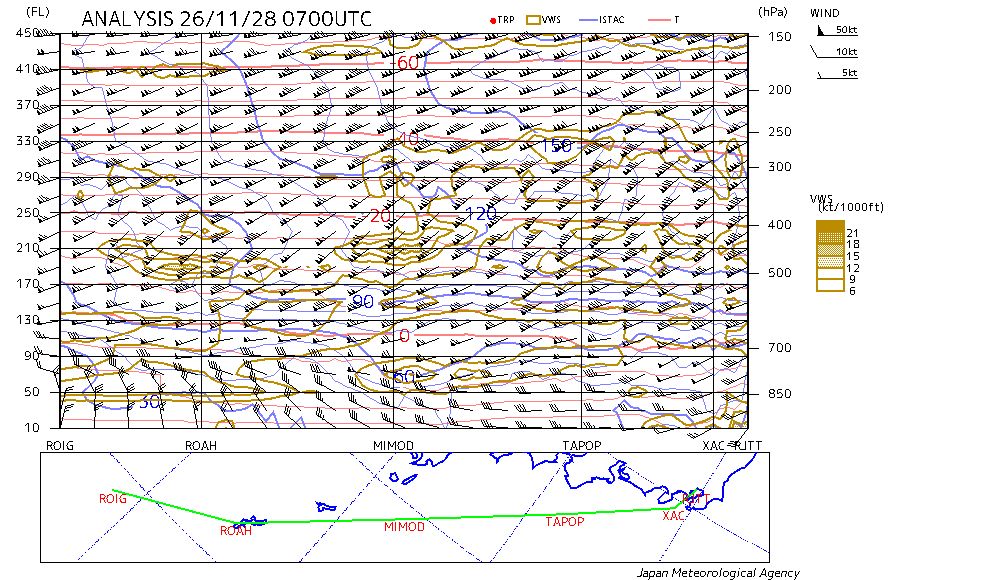 (FL) ANALYSIS 26/11/28 0700UTC TRP VWS ISTAC T (hPa) WIND
450 150 50kt
10kt
410 60 5kt
200
370
250
330 40 150
300
290 VWS
(kt/1000ft)
250 20 120
400 21
18
210 15
500 12
170 9
90 6
130
0
700
90
60
50 30 850
10
ROIG ROAH MIMOD TAPOP XAC RJTT
ROIG RJTT
ROAH MIMOD TAPOP XAC
Japan Meteorological Agency